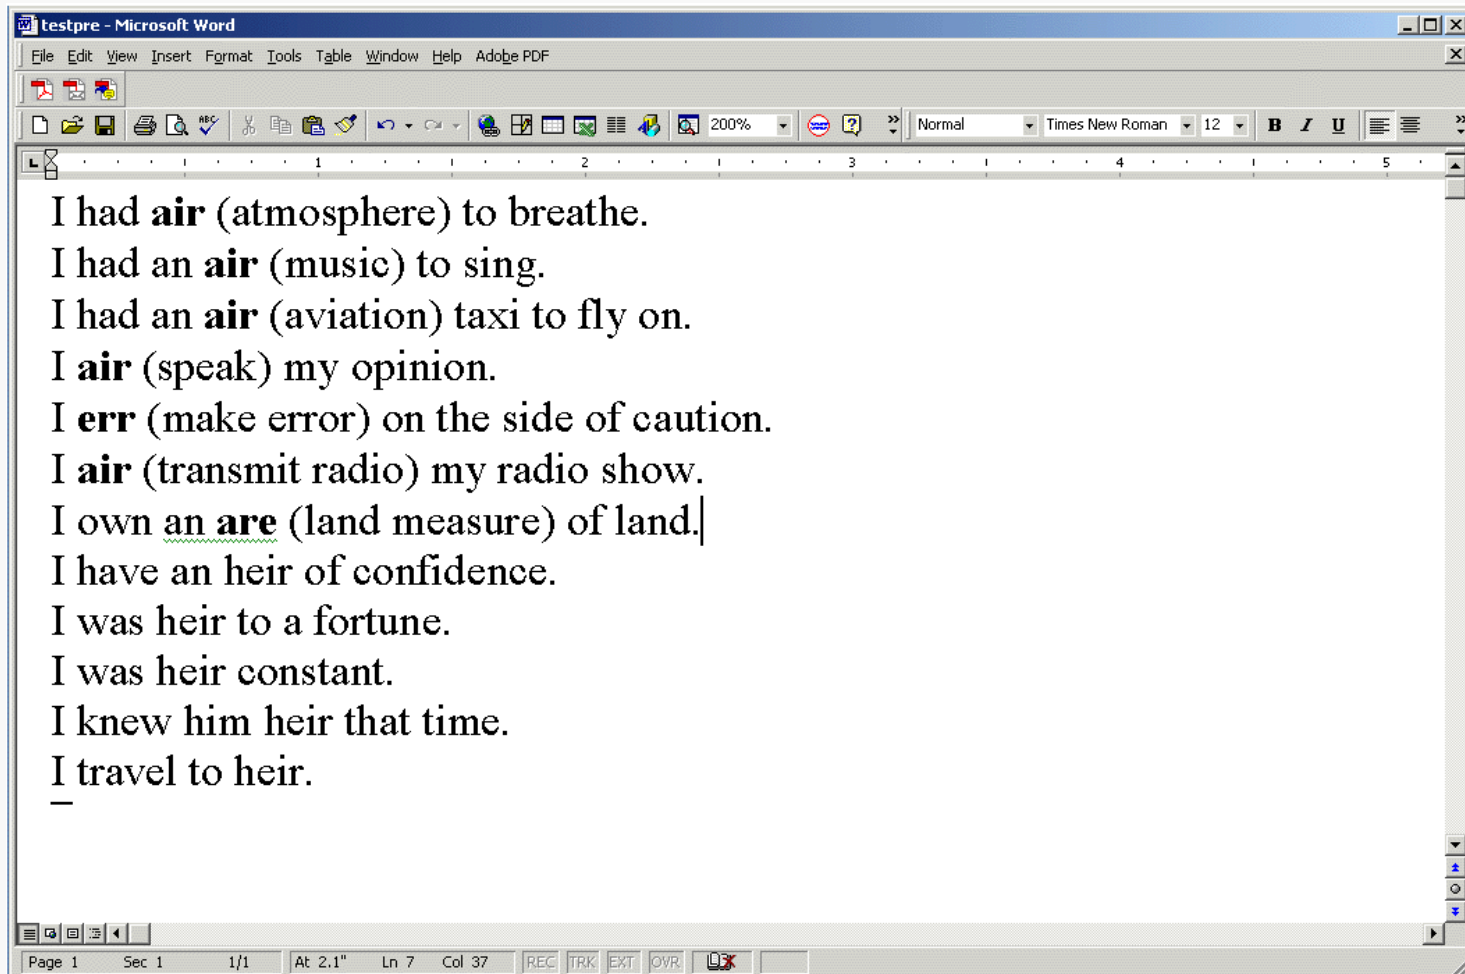 testpre - Microsoft Word
File Edit View Insert Format Tools Table Window Help Adobe PDF
200% Normal Times New Roman 12 B I U
1 2 3 4 5
I had air (atmosphere) to breathe.
I had an air (music) to sing.
I had an air (aviation) taxi to fly on.
I air (speak) my opinion.
I err (make error) on the side of caution.
I air (transmit radio) my radio show.
I own an are (land measure) of land.
I have an heir of confidence.
I was heir to a fortune.
I was heir constant.
I knew him heir that time.
I travel to heir.
Page 1 Sec 1 1/1 At 2.1" Ln 7 Col 37 REC TRK EXT OVR